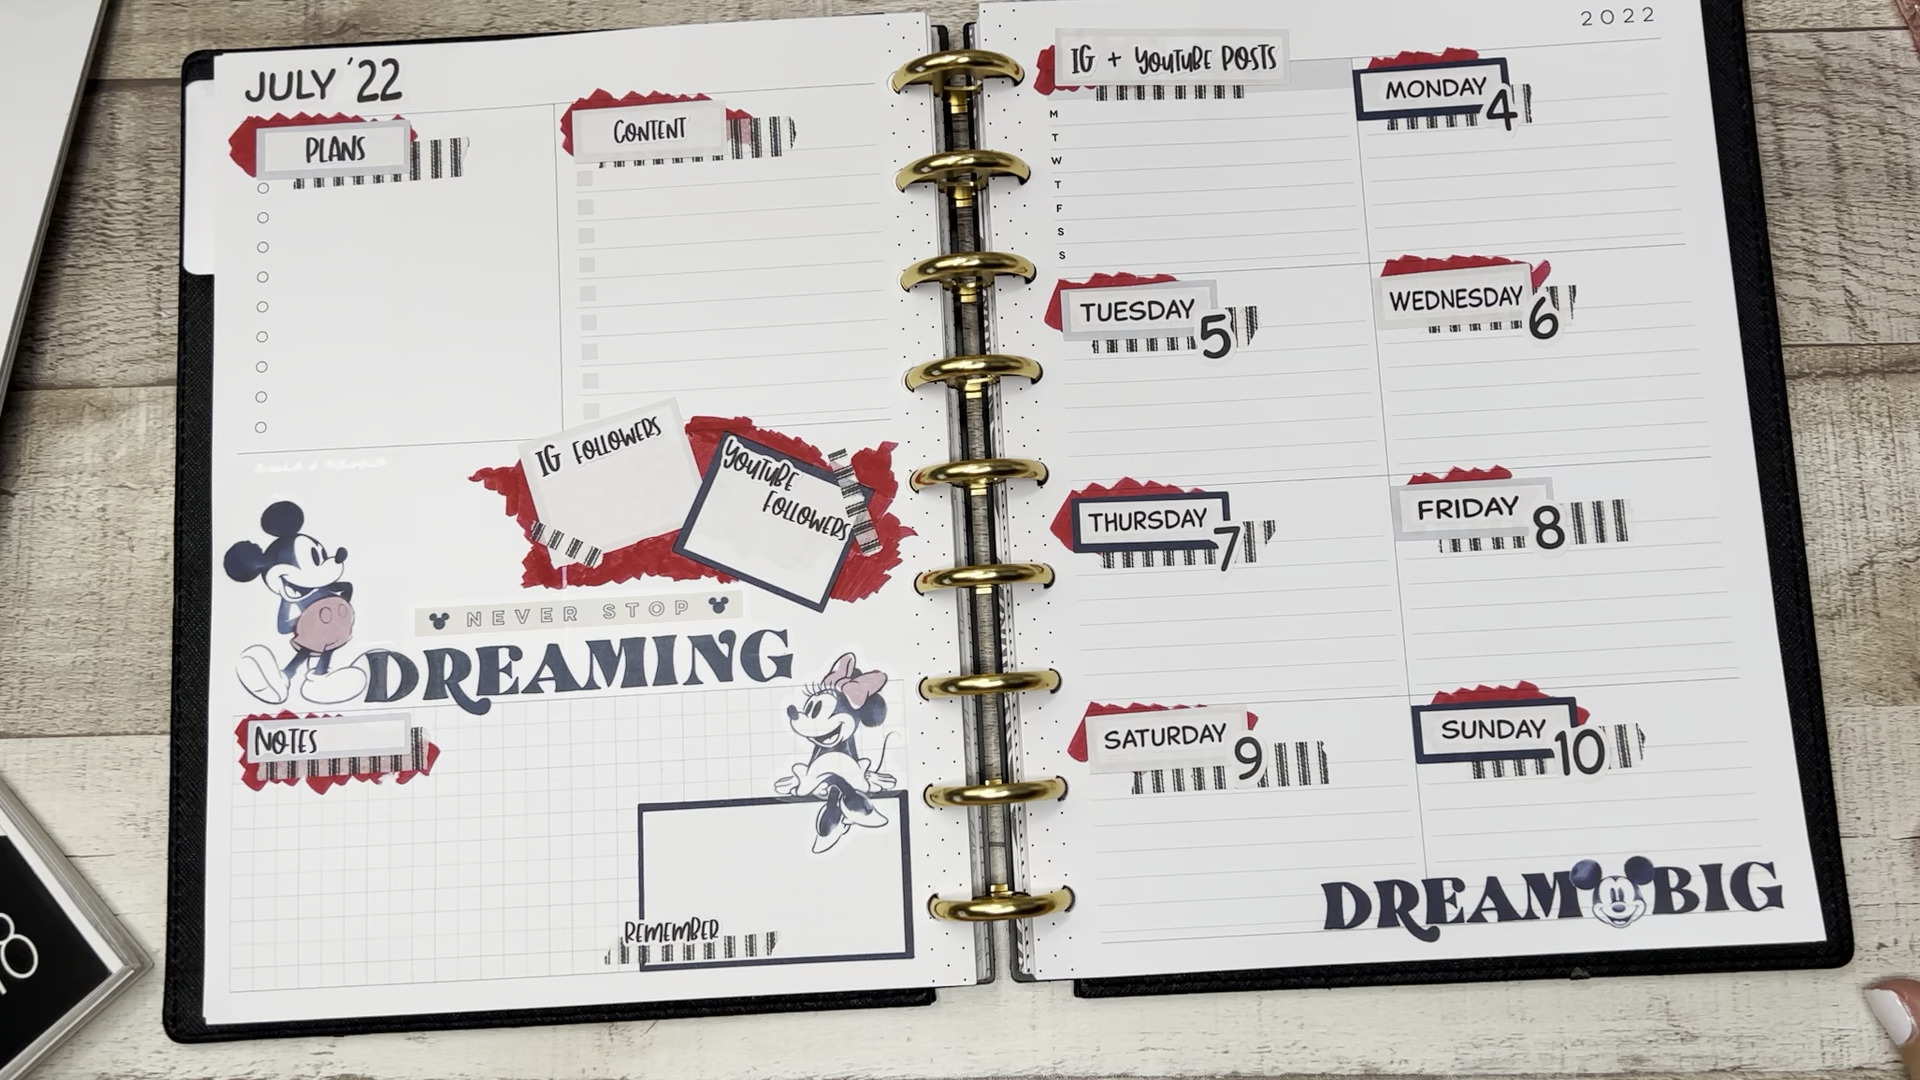 JULY '22
PLANS
CONTENT
IG FOLLOWERS
YOUTUBE
FOLLOWERS
NEVER STOP
DREAMING
NOTES
REMEMBER
2022
IG + YOUTUBE POSTS
M
T
W
T
F
S
S
MONDAY 4
TUESDAY 5
WEDNESDAY 6
THURSDAY 7
FRIDAY 8
SATURDAY 9
SUNDAY 10
DREAM BIG
8